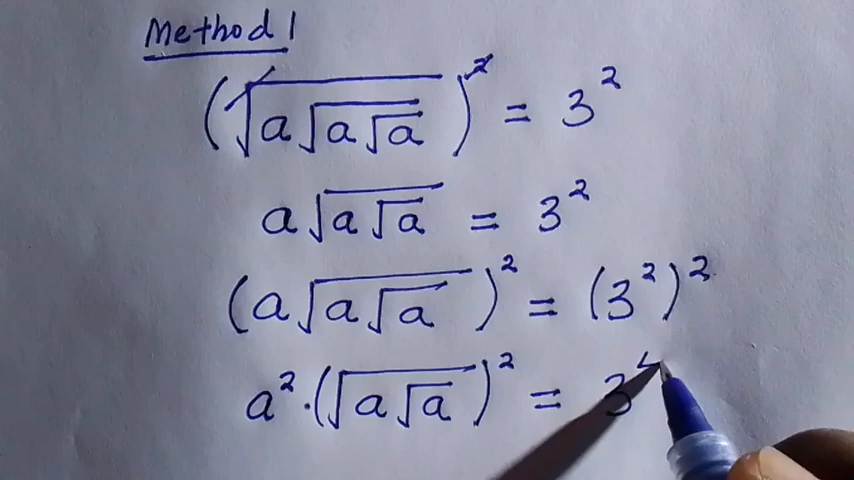 Method 1
(√(a√(a√a)))² = 3²
a√(a√a) = 3²
(a√(a√a))² = (3²)²
a²·(√(a√a))² = 3⁴